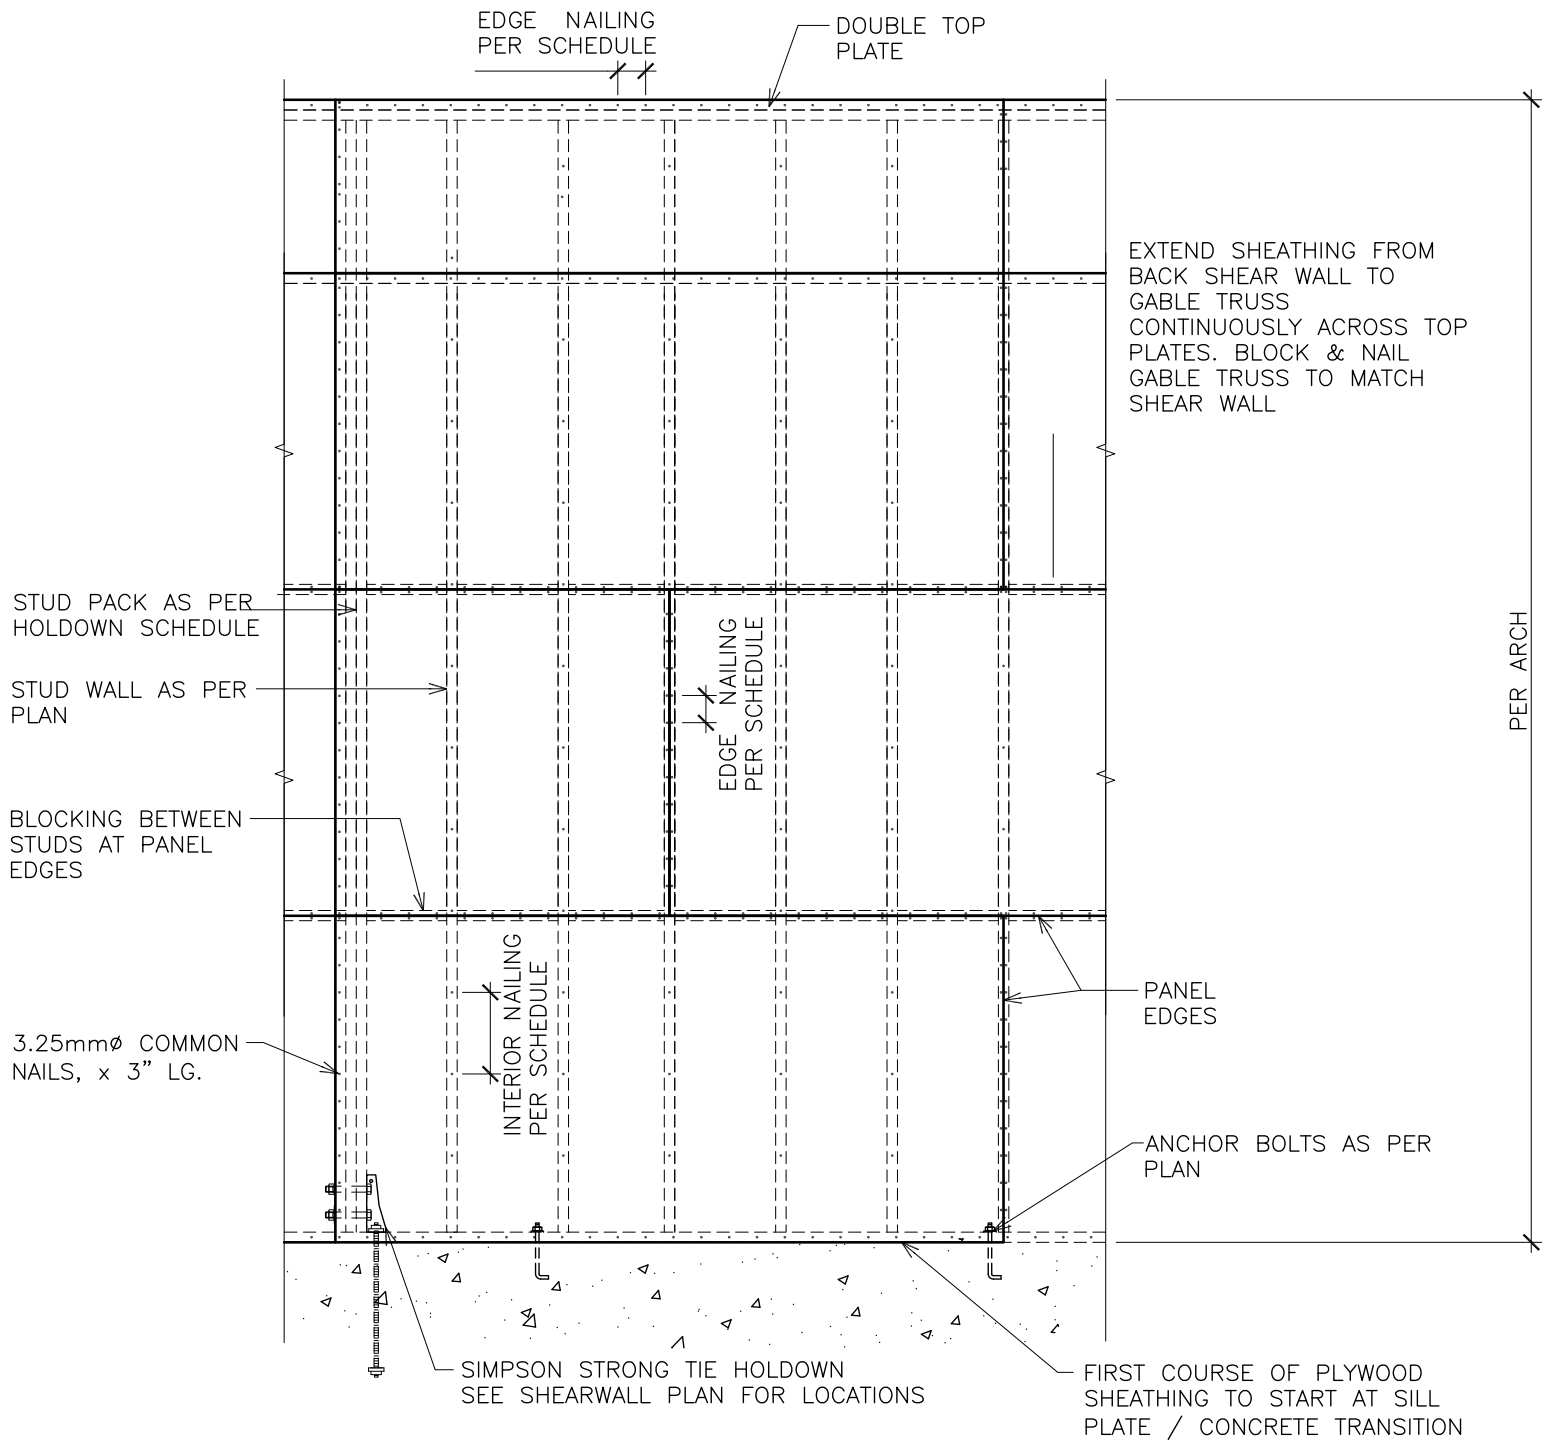 EDGE NAILING
PER SCHEDULE
DOUBLE TOP
PLATE
EXTEND SHEATHING FROM
BACK SHEAR WALL TO
GABLE TRUSS
CONTINUOUSLY ACROSS TOP
PLATES. BLOCK & NAIL
GABLE TRUSS TO MATCH
SHEAR WALL
STUD PACK AS PER
HOLDOWN SCHEDULE
STUD WALL AS PER
PLAN
EDGE NAILING
PER SCHEDULE
PER ARCH
BLOCKING BETWEEN
STUDS AT PANEL
EDGES
INTERIOR NAILING
PER SCHEDULE
PANEL
EDGES
3.25mmø COMMON
NAILS, x 3" LG.
ANCHOR BOLTS AS PER
PLAN
SIMPSON STRONG TIE HOLDOWN
SEE SHEARWALL PLAN FOR LOCATIONS
FIRST COURSE OF PLYWOOD
SHEATHING TO START AT SILL
PLATE / CONCRETE TRANSITION